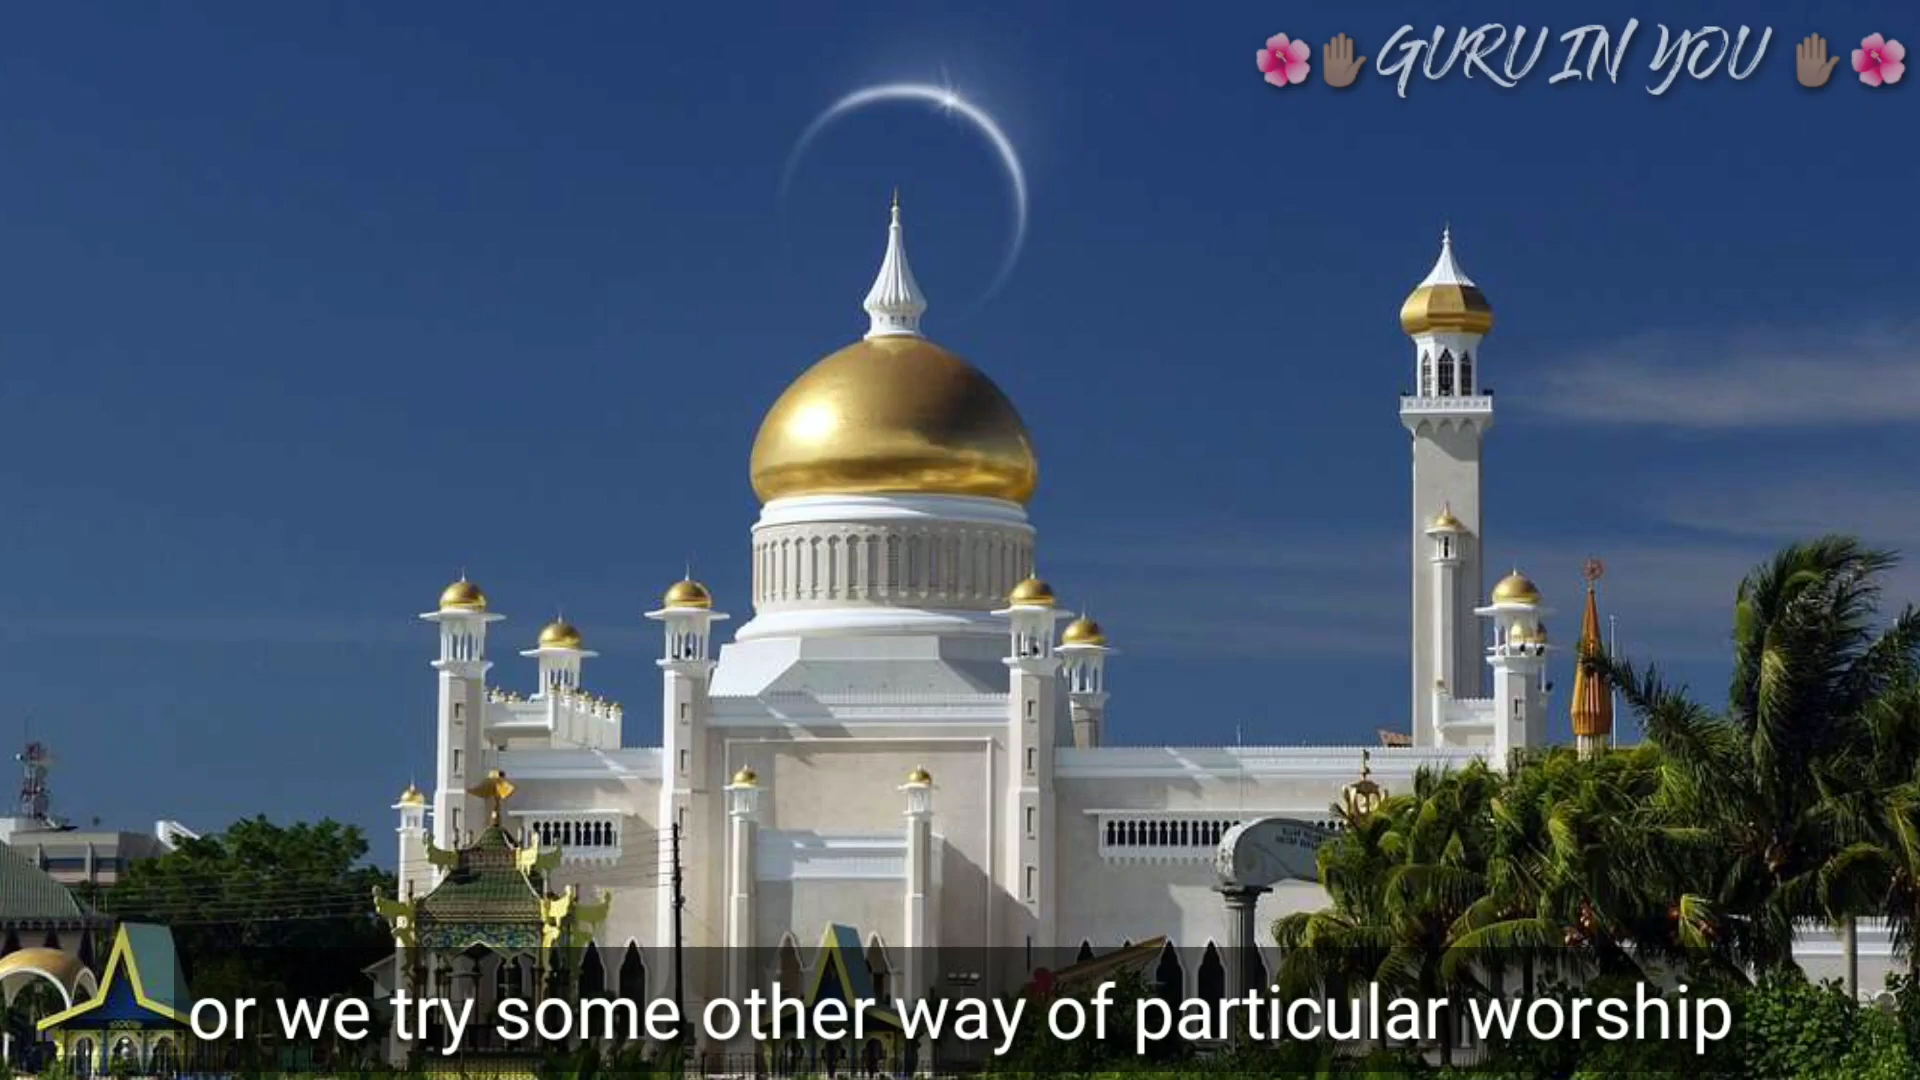 🌺🖐🏽GURU IN YOU 🖐🏽🌺
or we try some other way of particular worship